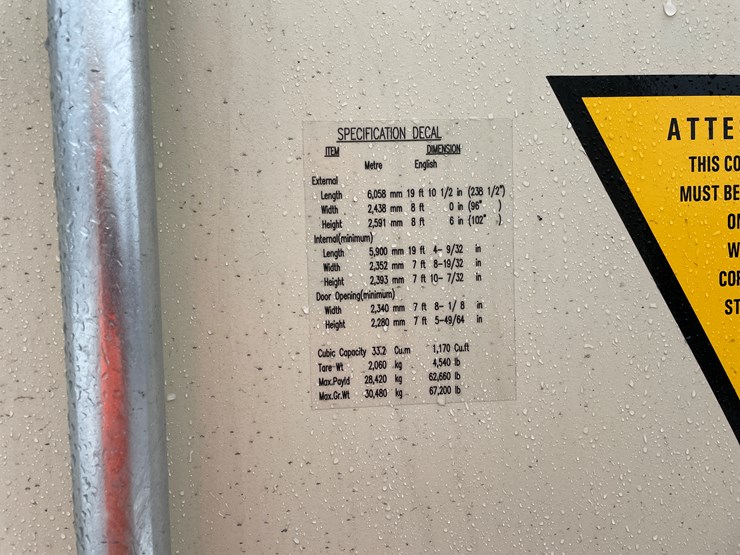 SPECIFICATION DECAL
ITEM DIMENSION
Metre English
External
Length 6,058 mm 19 ft 10 1/2 in (238 1/2")
Width 2,438 mm 8 ft 0 in (96" )
Height 2,591 mm 8 ft 6 in (102" )
Internal(minimum)
Length 5,900 mm 19 ft 4- 9/32 in
Width 2,352 mm 7 ft 8-19/32 in
Height 2,393 mm 7 ft 10- 7/32 in
Door Opening(minimum)
Width 2,340 mm 7 ft 8- 1/ 8 in
Height 2,280 mm 7 ft 5-49/64 in
Cubic Capacity 33.2 Cu.m 1,170 Cu.ft
Tare Wt 2,060 kg 4,540 lb
Max.Payld 28,420 kg 62,660 lb
Max.Gr.Wt 30,480 kg 67,200 lb
ATTE
THIS CO
MUST BE
ON
W
COR
ST